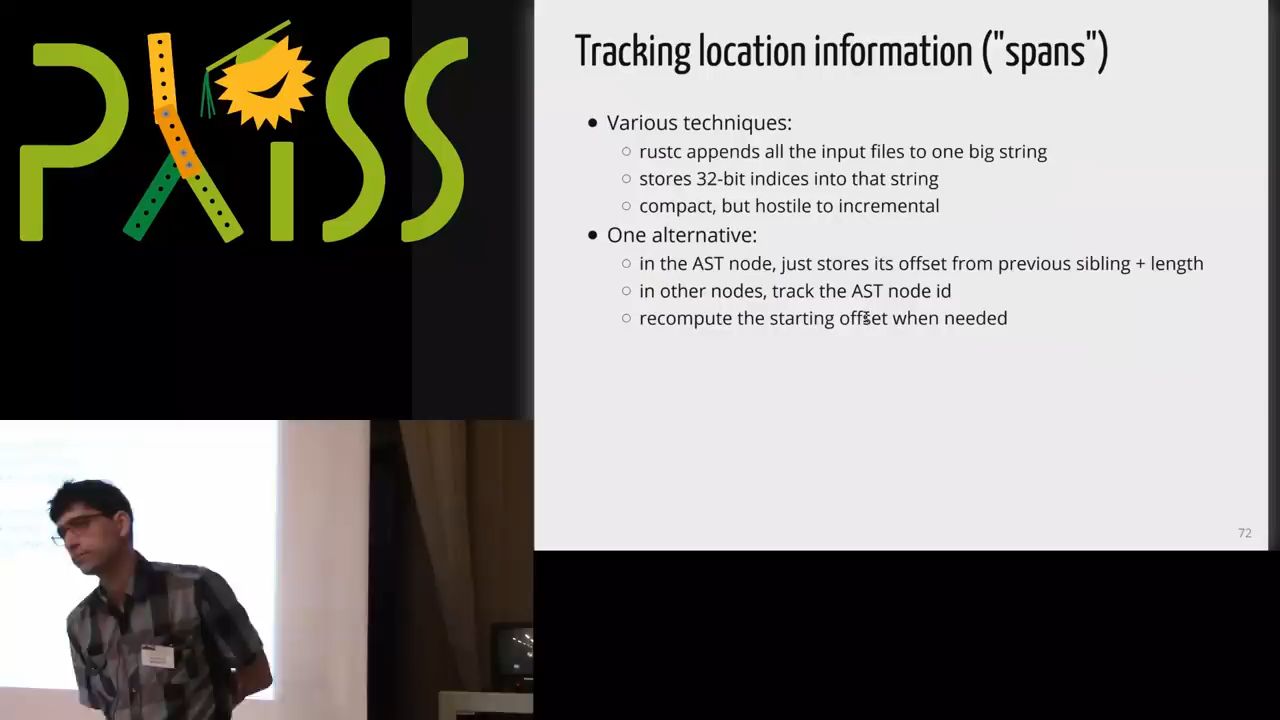 PLISS
Tracking location information ("spans")
● Various techniques:
○ rustc appends all the input files to one big string
○ stores 32-bit indices into that string
○ compact, but hostile to incremental
● One alternative:
○ in the AST node, just stores its offset from previous sibling + length
○ in other nodes, track the AST node id
○ recompute the starting offset when needed
72